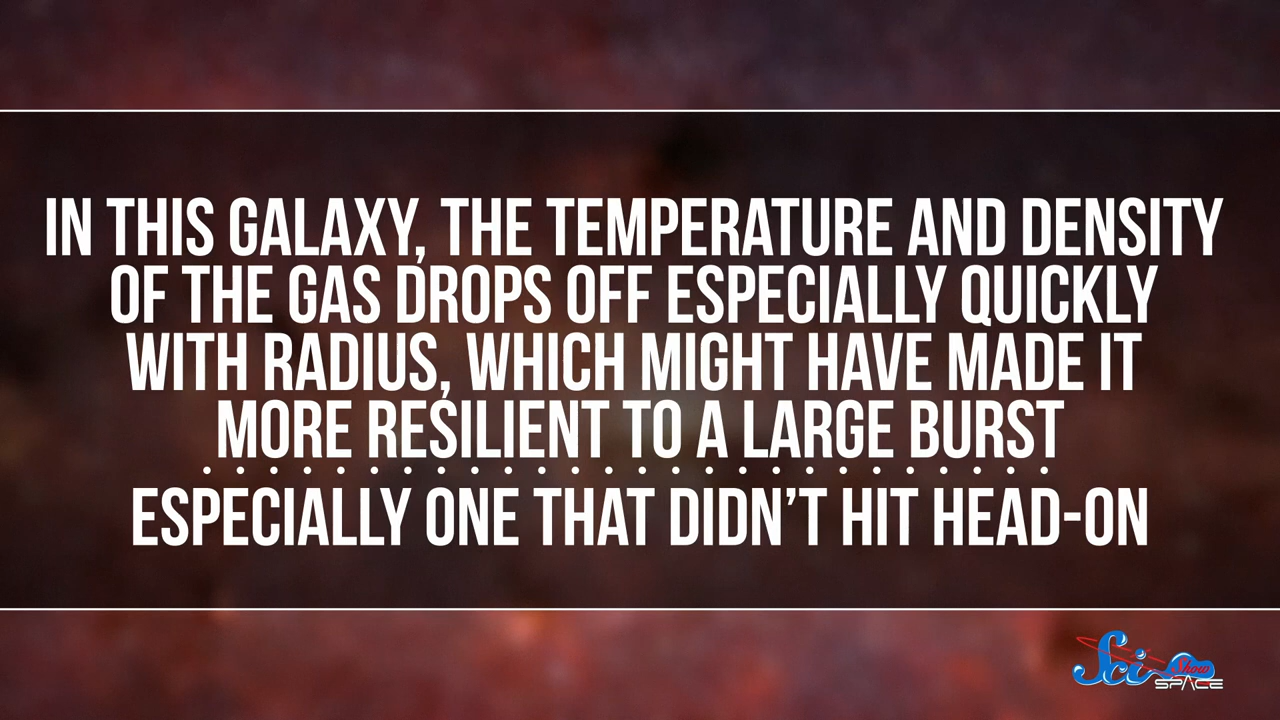 IN THIS GALAXY, THE TEMPERATURE AND DENSITY
OF THE GAS DROPS OFF ESPECIALLY QUICKLY
WITH RADIUS, WHICH MIGHT HAVE MADE IT
MORE RESILIENT TO A LARGE BURST
ESPECIALLY ONE THAT DIDN’T HIT HEAD-ON
Sci Show
SPACE